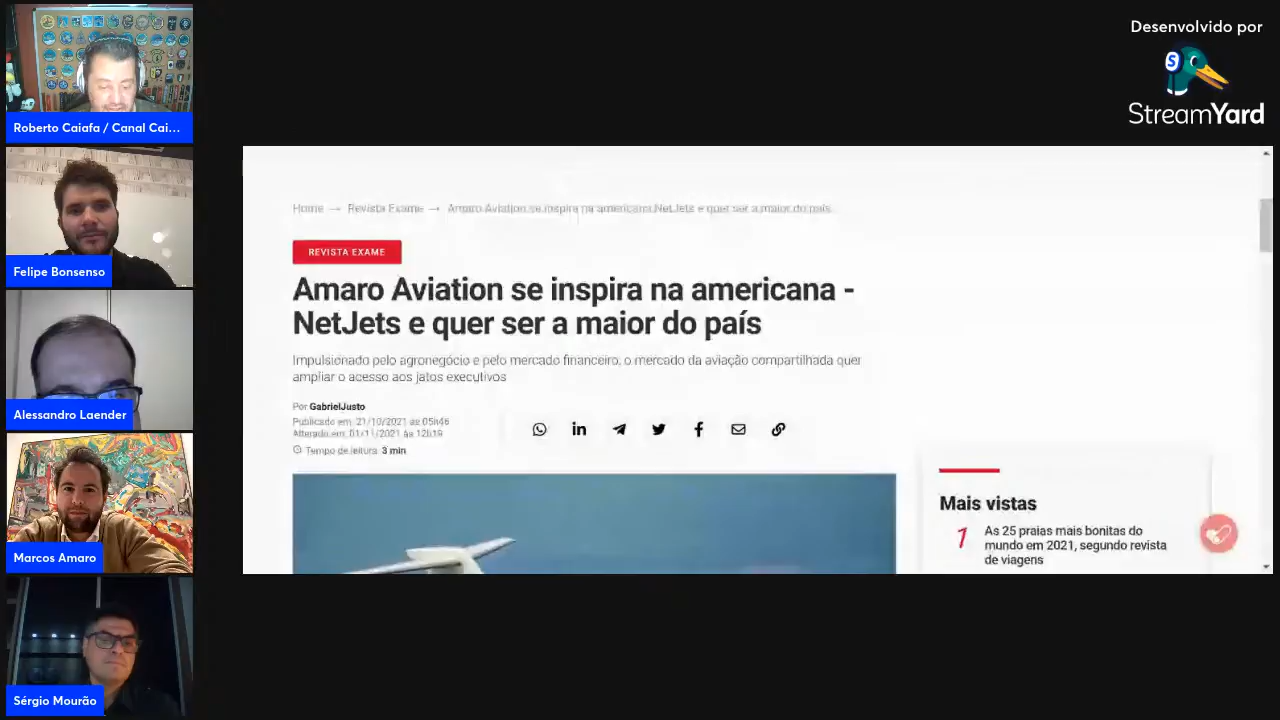 Desenvolvido por
StreamYard
Roberto Caiafa / Canal Cai...
Felipe Bonsenso
Alessandro Laender
Marcos Amaro
Sérgio Mourão
Home → Revista Exame → Amaro Aviation se inspira na americana NetJets e quer ser a maior do país
REVISTA EXAME
Amaro Aviation se inspira na americana -
NetJets e quer ser a maior do país
Impulsionado pelo agronegócio e pelo mercado financeiro, o mercado da aviação compartilhada quer
ampliar o acesso aos jatos executivos
Por GabrielJusto
Publicado em: 21/10/2021 às 05h46
Alterado em: 01/11/2021 às 12h19
Tempo de leitura: 3 min
Mais vistas
1
As 25 praias mais bonitas do
mundo em 2021, segundo revista
de viagens